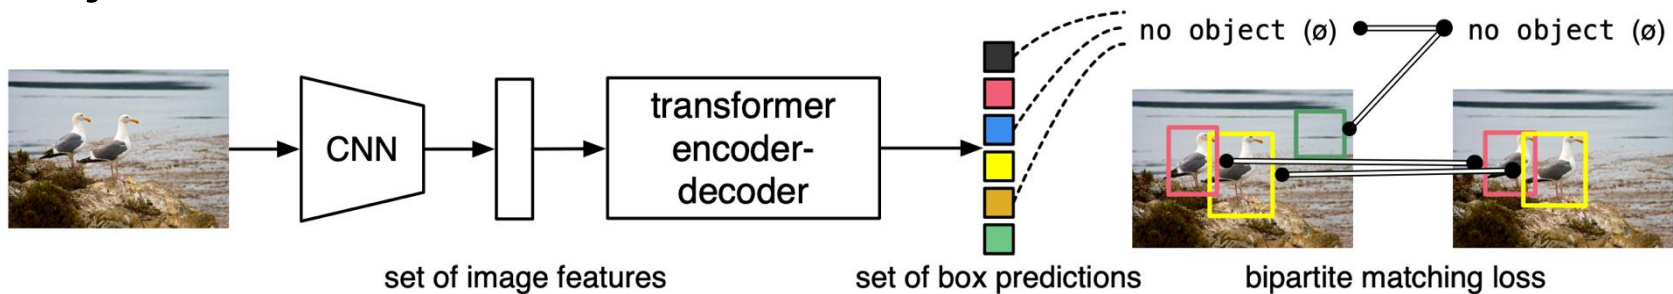 no object (ø)
no object (ø)
CNN
transformer
encoder-
decoder
set of image features
set of box predictions
bipartite matching loss